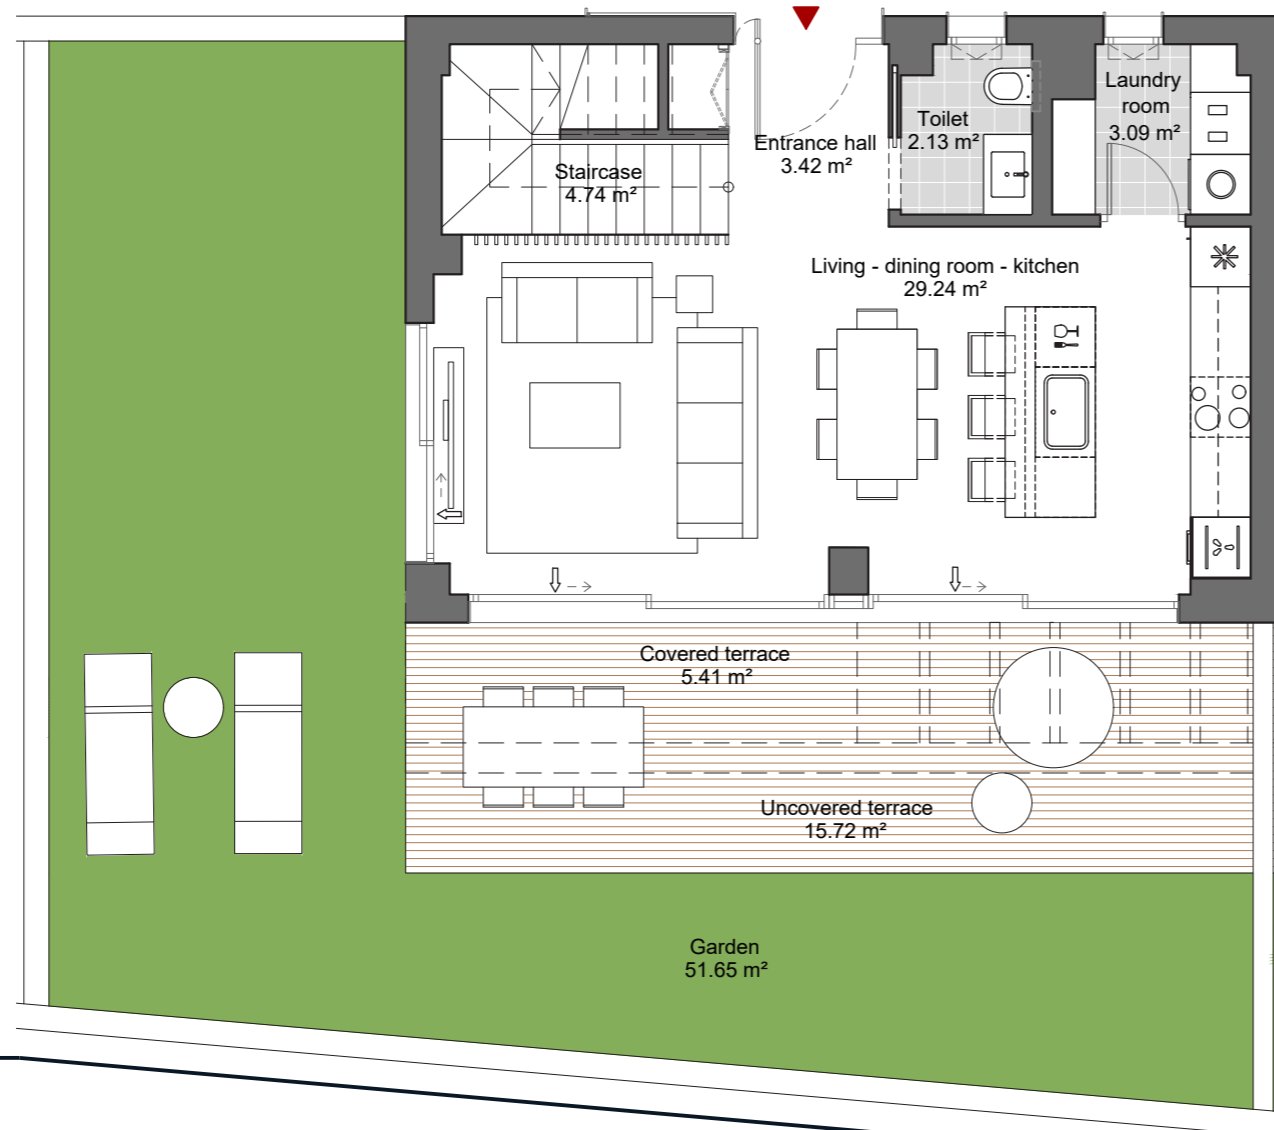 Laundry
room
3.09 m²
Toilet
2.13 m²
Entrance hall
3.42 m²
Staircase
4.74 m²
Living - dining room - kitchen
29.24 m²
Covered terrace
5.41 m²
Uncovered terrace
15.72 m²
Garden
51.65 m²